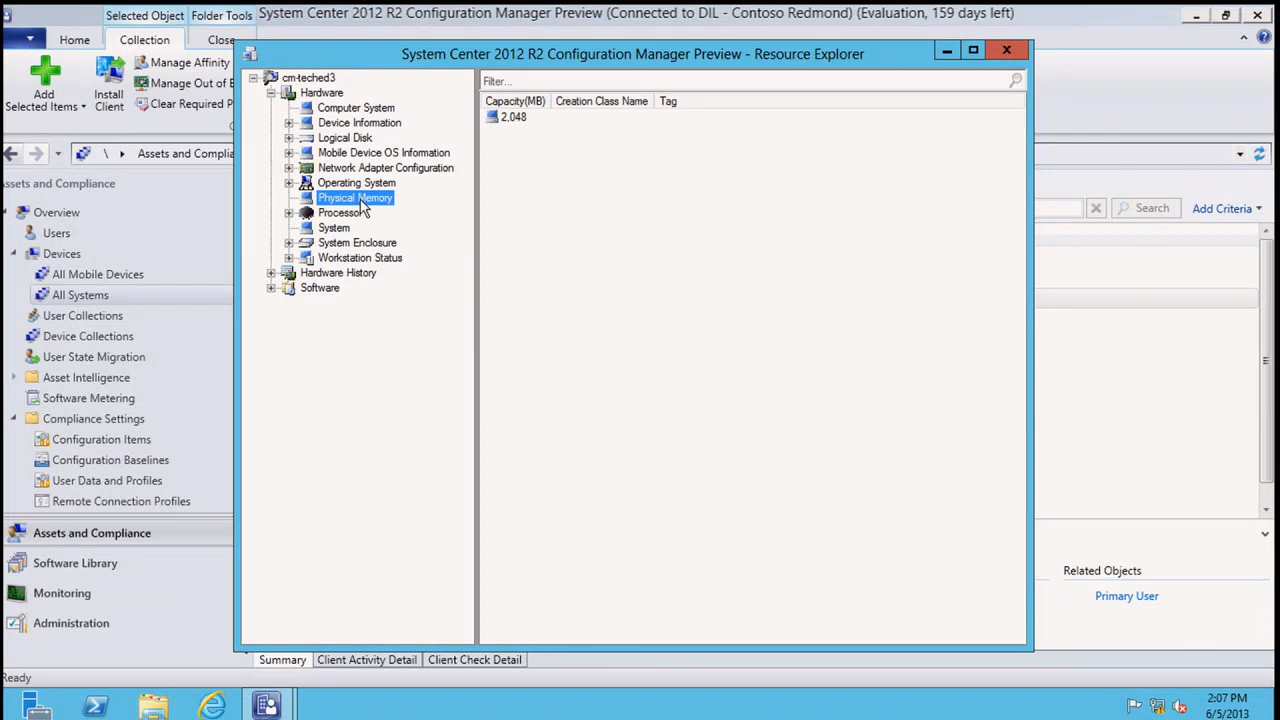 Selected Object
Folder Tools
System Center 2012 R2 Configuration Manager Preview (Connected to DIL - Contoso Redmond) (Evaluation, 159 days left)
Home
Collection
Close
Add
Selected Items
Install
Client
Manage Affinity
Manage Out of B
Clear Required P
\
Assets and Complia
Search
Add Criteria
Assets and Compliance
Overview
Users
Devices
All Mobile Devices
All Systems
User Collections
Device Collections
User State Migration
Asset Intelligence
Software Metering
Compliance Settings
Configuration Items
Configuration Baselines
User Data and Profiles
Remote Connection Profiles
Assets and Compliance
Software Library
Monitoring
Administration
System Center 2012 R2 Configuration Manager Preview - Resource Explorer
cm-teched3
Hardware
Computer System
Device Information
Logical Disk
Mobile Device OS Information
Network Adapter Configuration
Operating System
Physical Memory
Processor
System
System Enclosure
Workstation Status
Hardware History
Software
Filter...
Capacity(MB) Creation Class Name Tag
2,048
Related Objects
Primary User
Summary
Client Activity Detail
Client Check Detail
Ready
2:07 PM
6/5/2013